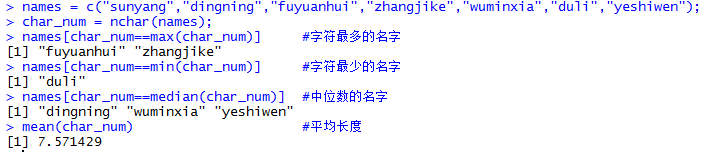 > names = c("sunyang","dingning","fuyuanhui","zhangjike","wuminxia","duli","yeshiwen");
> char_num = nchar(names);
> names[char_num==max(char_num)]      #字符最多的名字
[1] "fuyuanhui" "zhangjike"
> names[char_num==min(char_num)]      #字符最少的名字
[1] "duli"
> names[char_num==median(char_num)]  #中位数的名字
[1] "dingning" "wuminxia" "yeshiwen"
> mean(char_num)                         #平均长度
[1] 7.571429